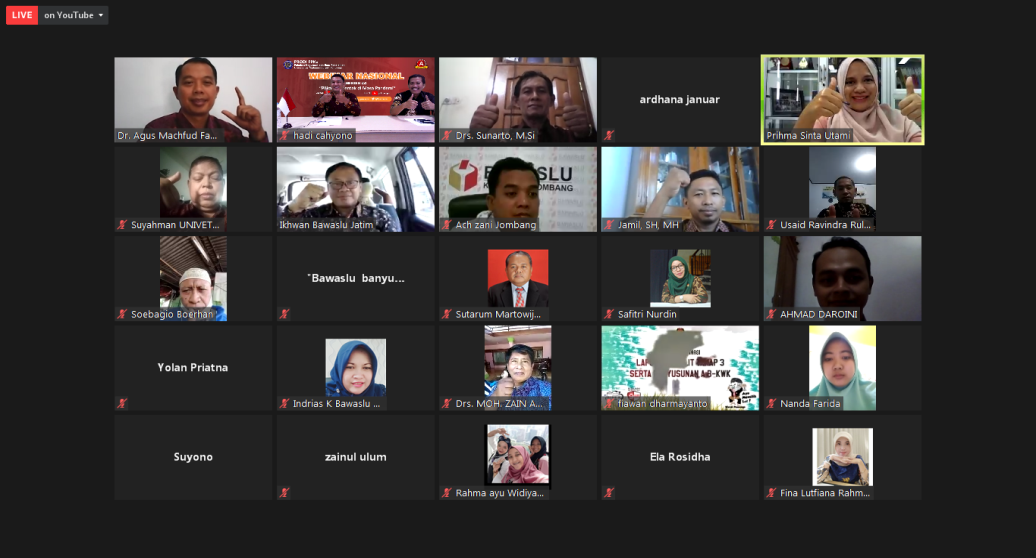 LIVE on YouTube
WEBINAR NASIONAL
Dr. Agus Machfud Fa...
hadi cahyono
Drs. Sunarto, M.Si
ardhana januar
Prihma Sinta Utami
Suyahman UNIVET...
Ikhwan Bawaslu Jatim
Ach zani Jombang
Jamil, SH, MH
Usaid Ravindra Rul...
Soebagio Boerhan
"Bawaslu banyu...
Sutarum Martowij...
Safitri Nurdin
AHMAD DAROINI
Yolan Priatna
Indrias K Bawaslu ...
Drs. MOH. ZAIN A...
fiawan dharmayanto
Nanda Farida
Suyono
zainul ulum
Rahma ayu Widiya...
Ela Rosidha
Fina Lutfiana Rahm...